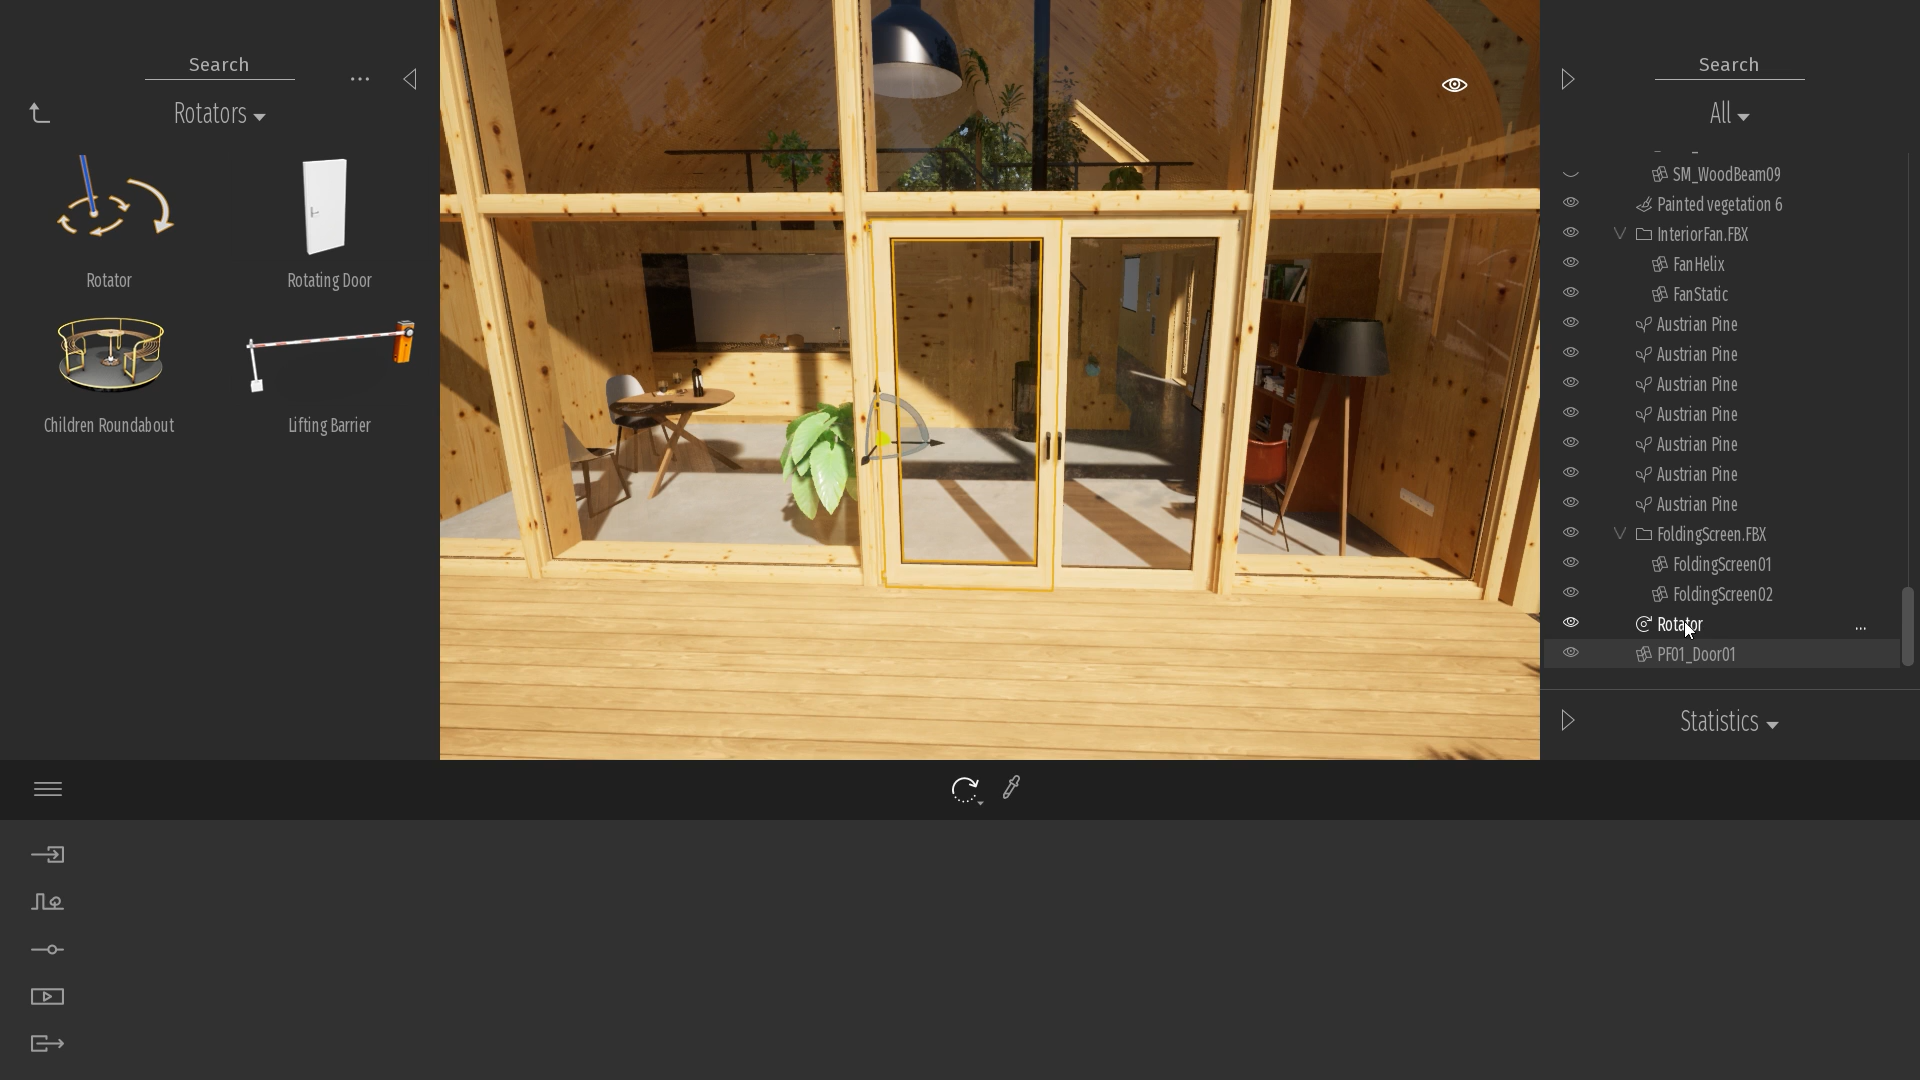 Search
Rotators
Rotator
Rotating Door
Children Roundabout
Lifting Barrier
Search
All
SM_WoodBeam09
Painted vegetation 6
InteriorFan.FBX
FanHelix
FanStatic
Austrian Pine
Austrian Pine
Austrian Pine
Austrian Pine
Austrian Pine
Austrian Pine
Austrian Pine
FoldingScreen.FBX
FoldingScreen01
FoldingScreen02
Rotator ...
PF01_Door01
Statistics